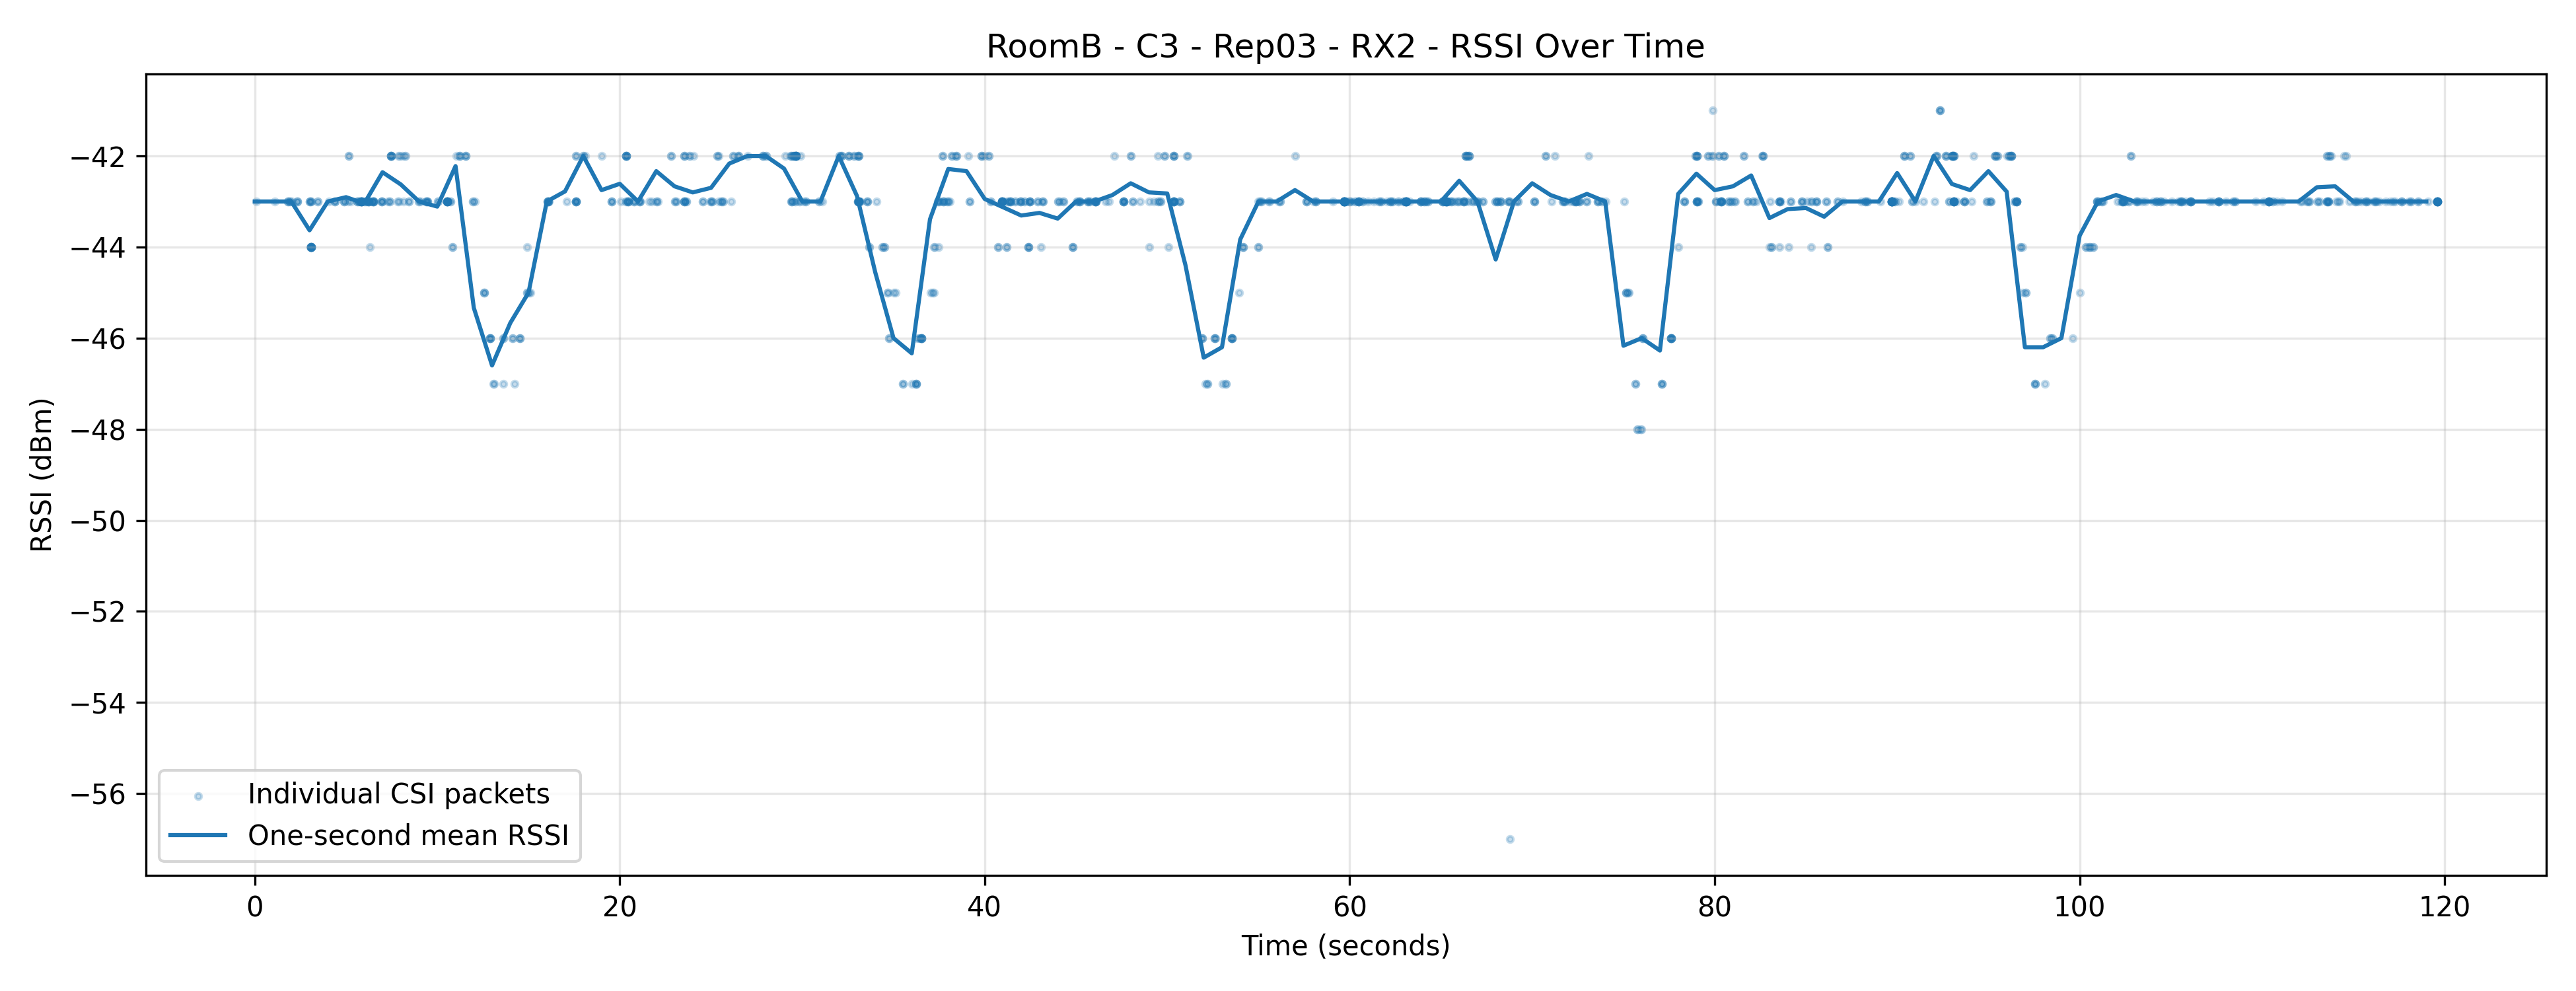 RoomB - C3 - Rep03 - RX2 - RSSI Over Time
RSSI (dBm)
−42
−44
−46
−48
−50
−52
−54
−56
Individual CSI packets
One-second mean RSSI
0 20 40 60 80 100 120
Time (seconds)